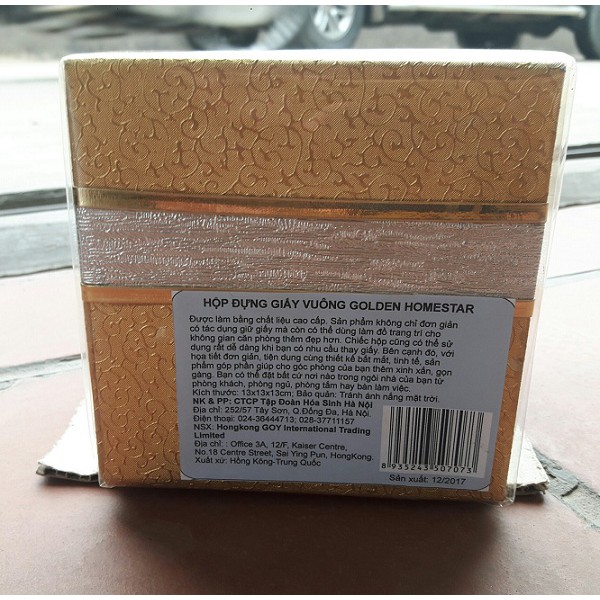 HỘP ĐỰNG GIẤY VUÔNG GOLDEN HOMESTAR
Được làm bằng chất liệu cao cấp. Sản phẩm không chỉ đơn giản
có tác dụng giữ giấy mà còn có thể dùng làm đồ trang trí cho
không gian căn phòng thêm đẹp hơn. Chiếc hộp cũng có thể sử
dụng rất dễ dàng khi bạn có nhu cầu thay giấy. Bên cạnh đó, với
họa tiết đơn giản, tiện dụng cùng thiết kế bắt mắt, tinh tế, sản
phẩm góp phần giúp cho góc phòng của bạn thêm xinh xắn, gọn
gàng. Bạn có thể đặt bất cứ nơi nào trong ngôi nhà của bạn từ
phòng khách, phòng ngủ, phòng tắm hay bàn làm việc.
Kích thước: 13x13x13cm; Bảo quản: Tránh ánh nắng mặt trời.
NK & PP: CTCP Tập Đoàn Hóa Sinh Hà Nội
Địa chỉ: 252/57 Tây Sơn, Q.Đống Đa, Hà Nội.
Điện thoại: 024-36444713; 028-37711157
NSX: Hongkong GOY International Trading
Limited
Địa chỉ: : Office 3A, 12/F, Kaiser Centre,
No.18 Centre Street, Sai Ying Pun, HongKong.
Xuất xứ: Hồng Kông-Trung Quốc
8 935243 507073
Sản xuất: 12/2017